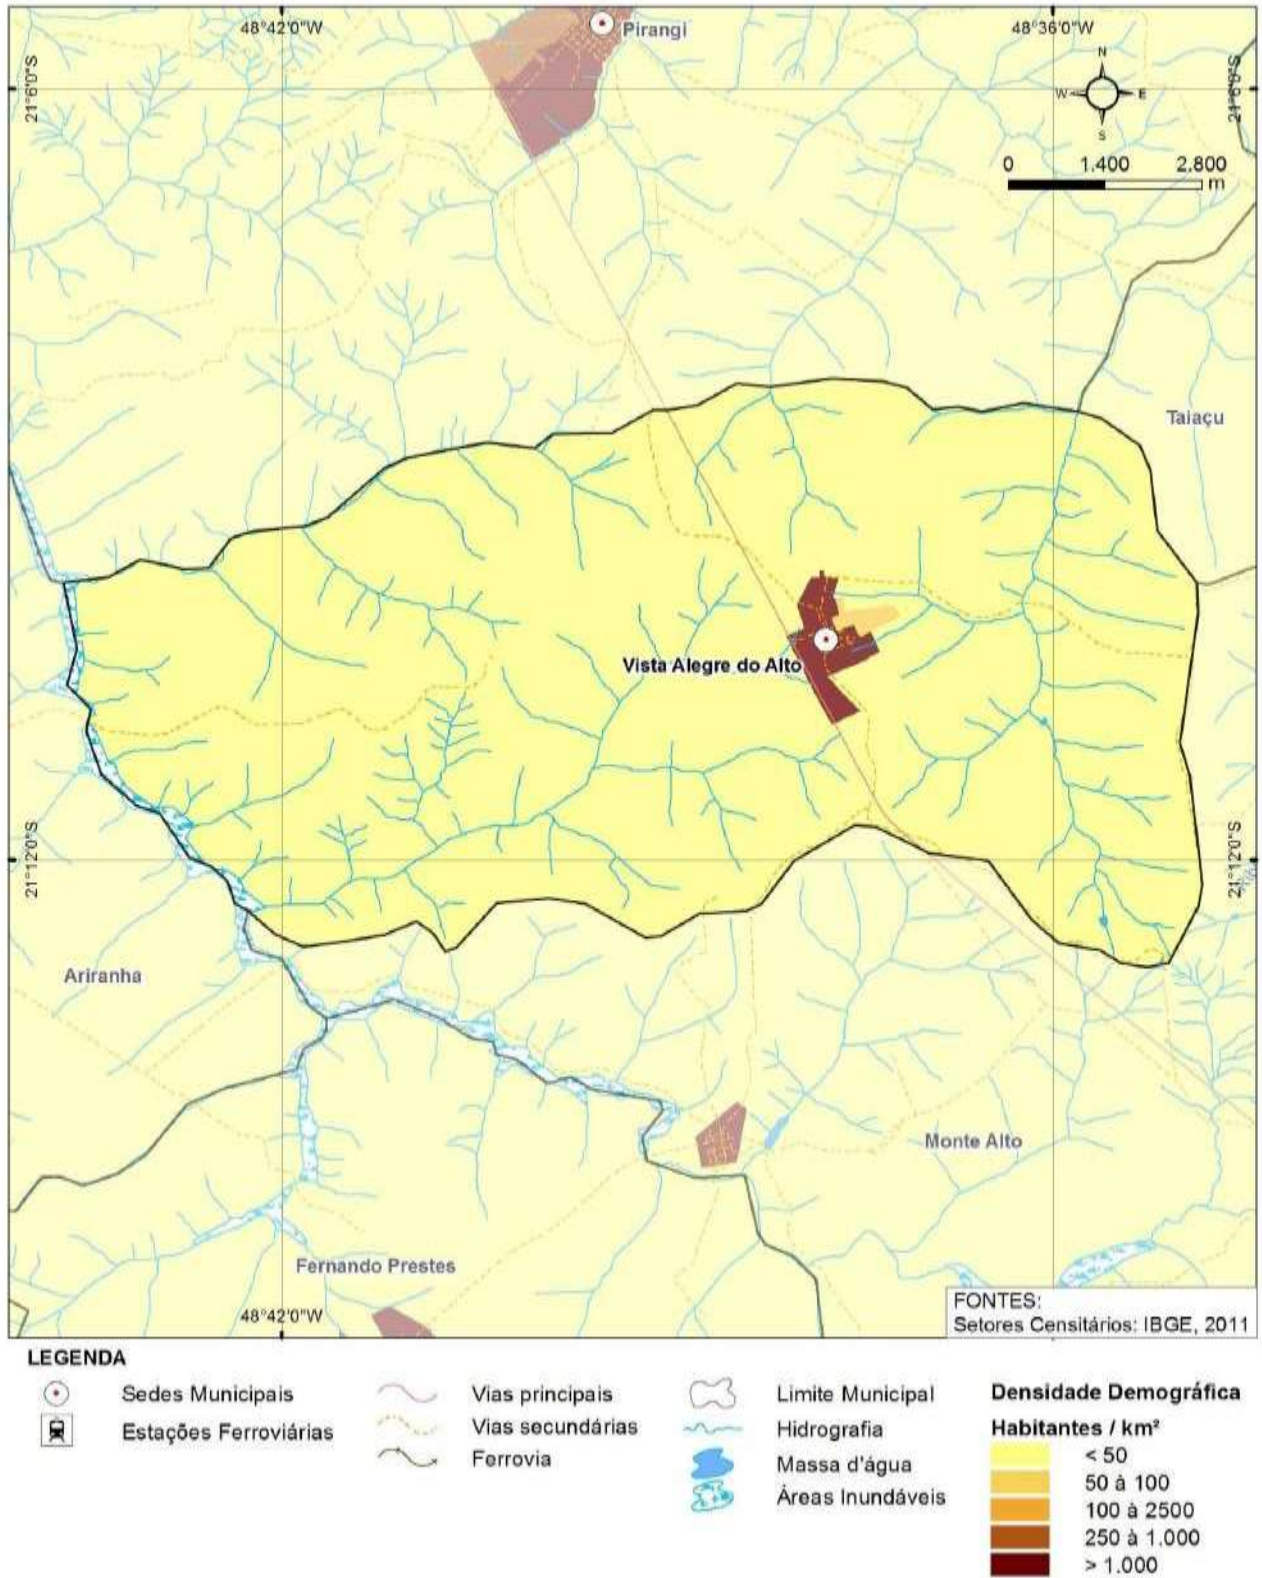 48°42'0"W
Pirangi
48°36'0"W
21°6'0"S
21°6'0"S
N
W
E
S
0 1.400 2.800
m
Taiaçu
Vista Alegre do Alto
21°12'0"S
21°12'0"S
Ariranha
Monte Alto
Fernando Prestes
48°42'0"W
FONTES:
Setores Censitários: IBGE, 2011
LEGENDA
Sedes Municipais
Estações Ferroviárias
Vias principais
Vias secundárias
Ferrovia
Limite Municipal
Hidrografia
Massa d'água
Áreas Inundáveis
Densidade Demográfica
Habitantes / km²
< 50
50 à 100
100 à 2500
250 à 1.000
> 1.000